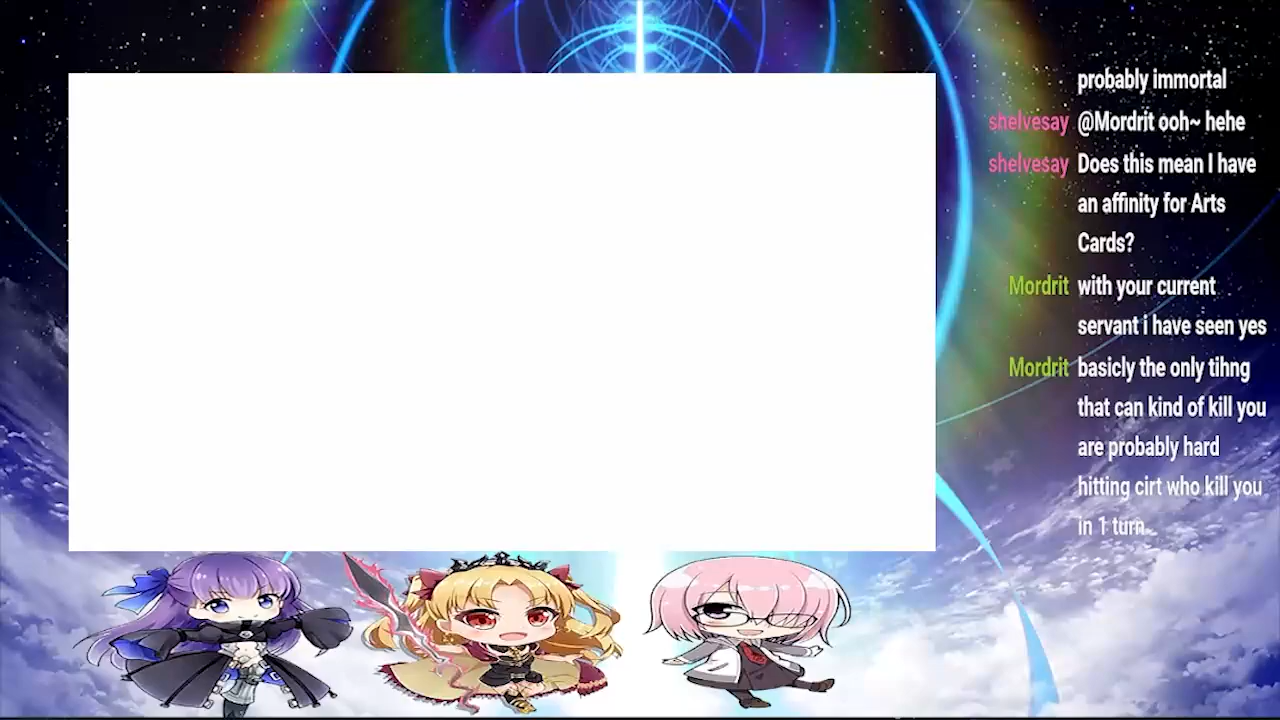 probably immortal
shelvesay @Mordrit ooh~ hehe
shelvesay Does this mean I have
an affinity for Arts
Cards?
Mordrit with your current
servant i have seen yes
Mordrit basicly the only tihng
that can kind of kill you
are probably hard
hitting cirt who kill you
in 1 turn